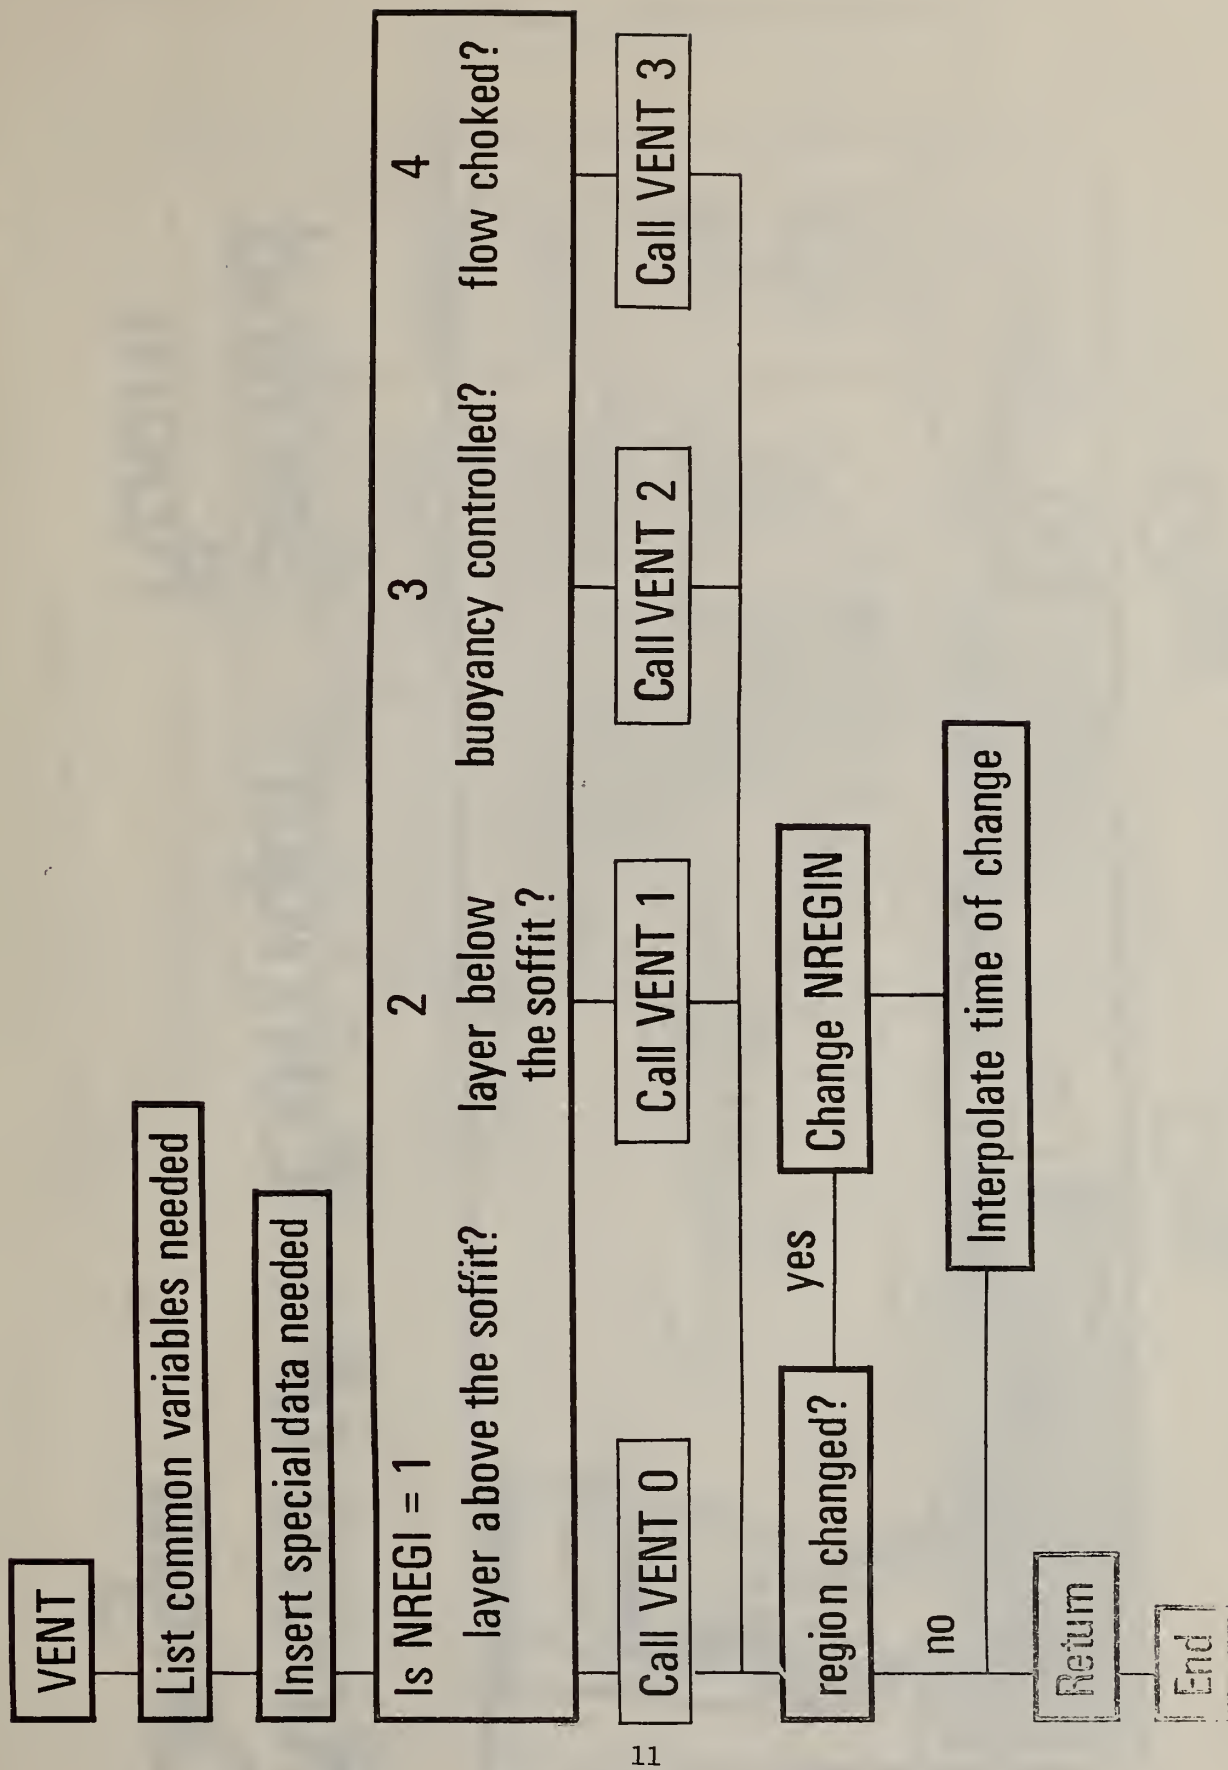 VENT
List common variables needed
Insert special data needed
Is NREGI = 1 2 3 4
layer above the soffit? layer below the soffit? buoyancy controlled? flow choked?
Call VENT 0 Call VENT 1 Call VENT 2 Call VENT 3
region changed? yes Change NREGIN
no Interpolate time of change
Return
End
11